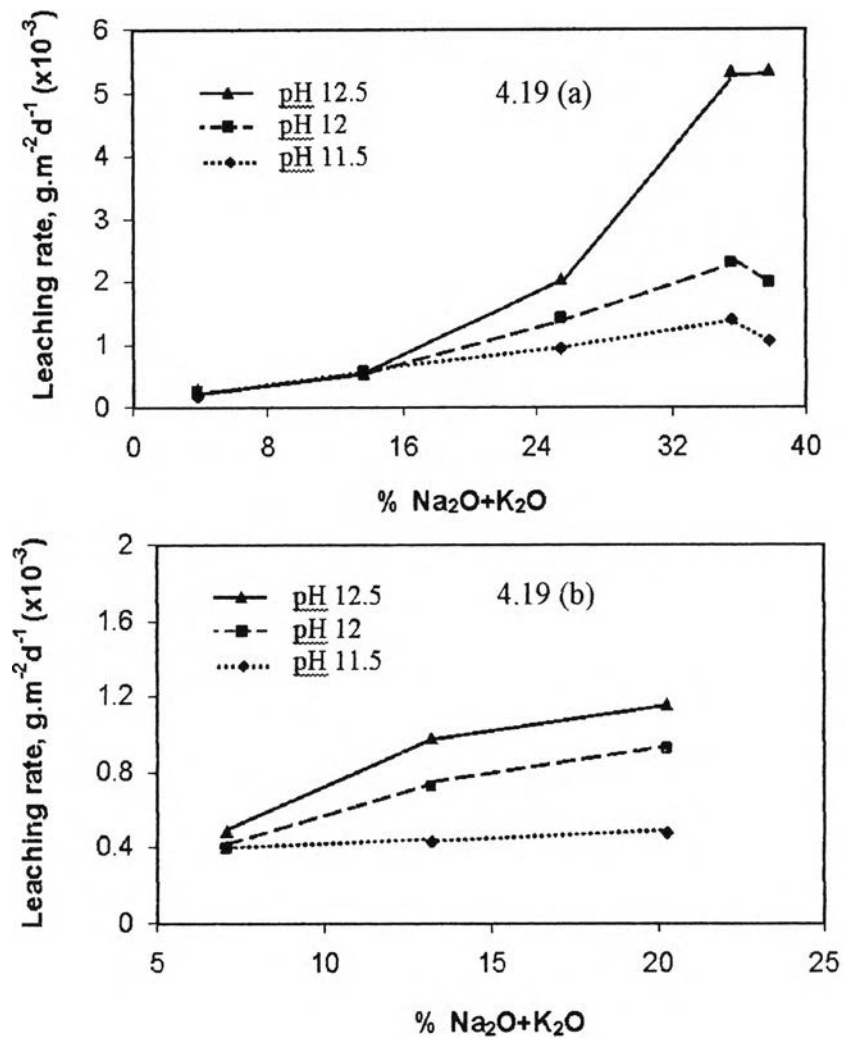 6
5
4
3
2
1
0
Leaching rate, g.m⁻²d⁻¹ (x10⁻³)
pH 12.5
pH 12
pH 11.5
4.19 (a)
0 8 16 24 32 40
% Na₂O+K₂O
2
1.6
1.2
0.8
0.4
0
Leaching rate, g.m⁻²d⁻¹ (x10⁻³)
pH 12.5
pH 12
pH 11.5
4.19 (b)
5 10 15 20 25
% Na₂O+K₂O